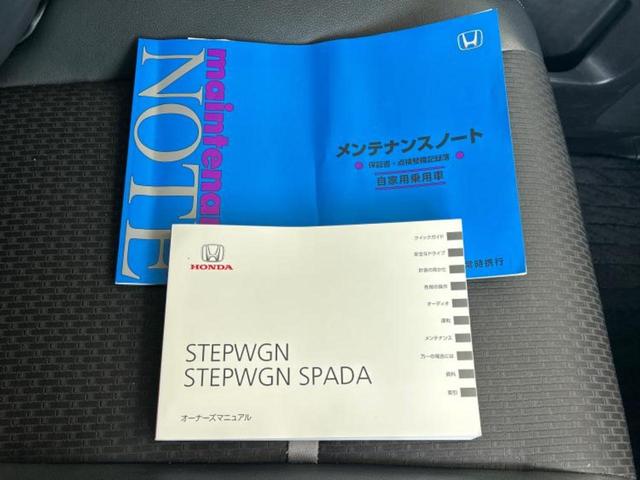 maintena
NOTE
メンテナンスノート
保証書・点検整備記録簿
自家用乗用車
常時携行
HONDA
STEPWGN
STEPWGN SPADA
オーナーズマニュアル
クイックガイド
安全なドライブ
計器の見かた
各部の操作
オーディオ
運転
メンテナンス
万一の場合には
資料
索引